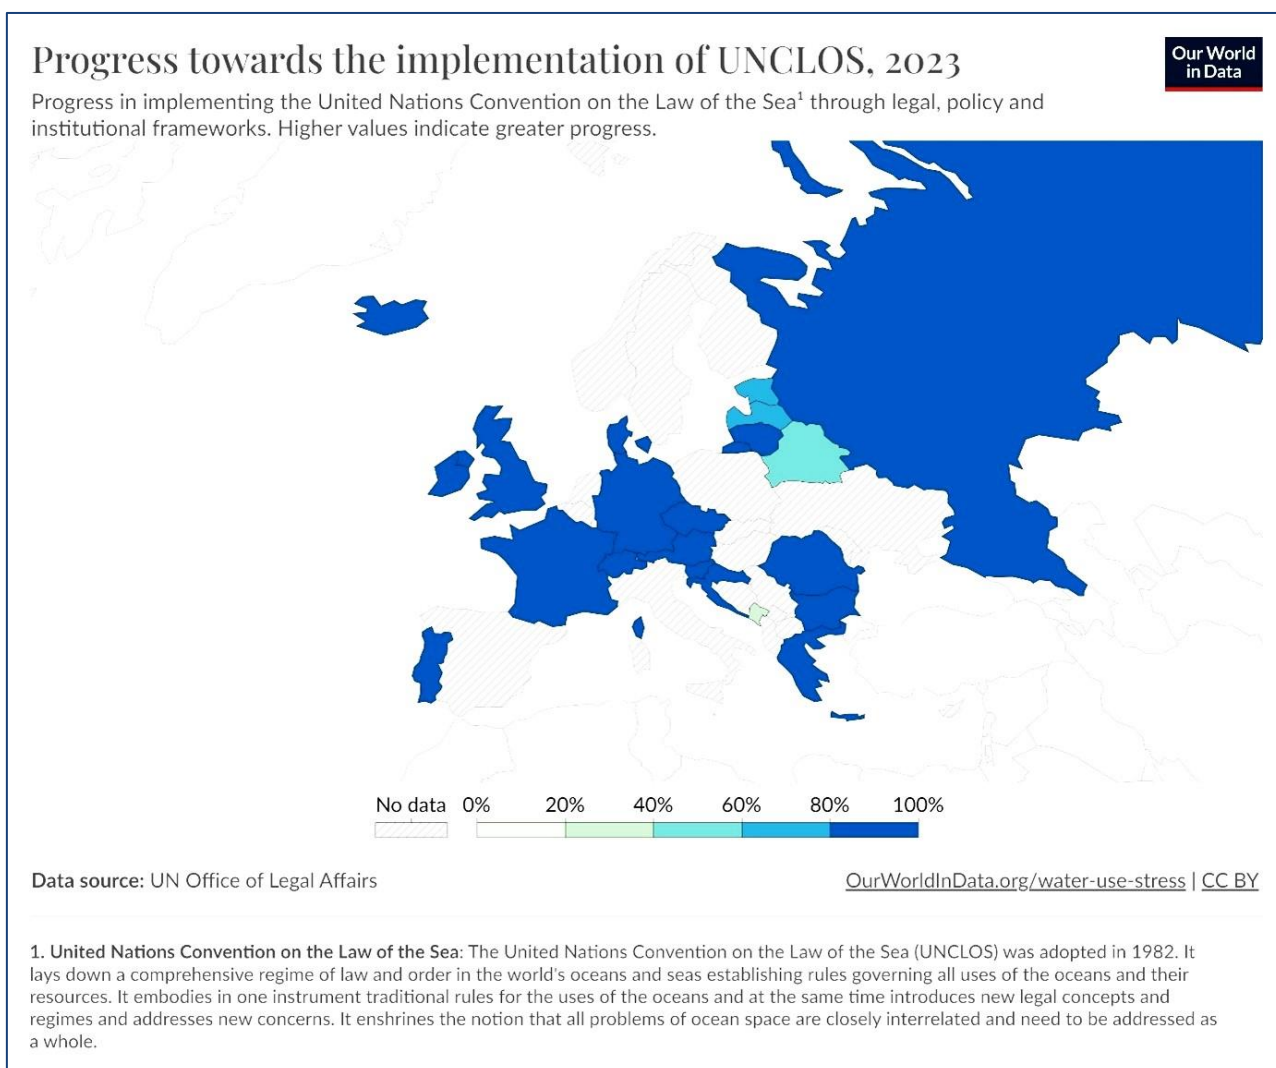 Progress towards the implementation of UNCLOS, 2023
Our World
in Data
Progress in implementing the United Nations Convention on the Law of the Sea¹ through legal, policy and
institutional frameworks. Higher values indicate greater progress.
No data 0% 20% 40% 60% 80% 100%
Data source: UN Office of Legal Affairs
OurWorldInData.org/water-use-stress | CC BY
1. United Nations Convention on the Law of the Sea: The United Nations Convention on the Law of the Sea (UNCLOS) was adopted in 1982. It
lays down a comprehensive regime of law and order in the world's oceans and seas establishing rules governing all uses of the oceans and their
resources. It embodies in one instrument traditional rules for the uses of the oceans and at the same time introduces new legal concepts and
regimes and addresses new concerns. It enshrines the notion that all problems of ocean space are closely interrelated and need to be addressed as
a whole.